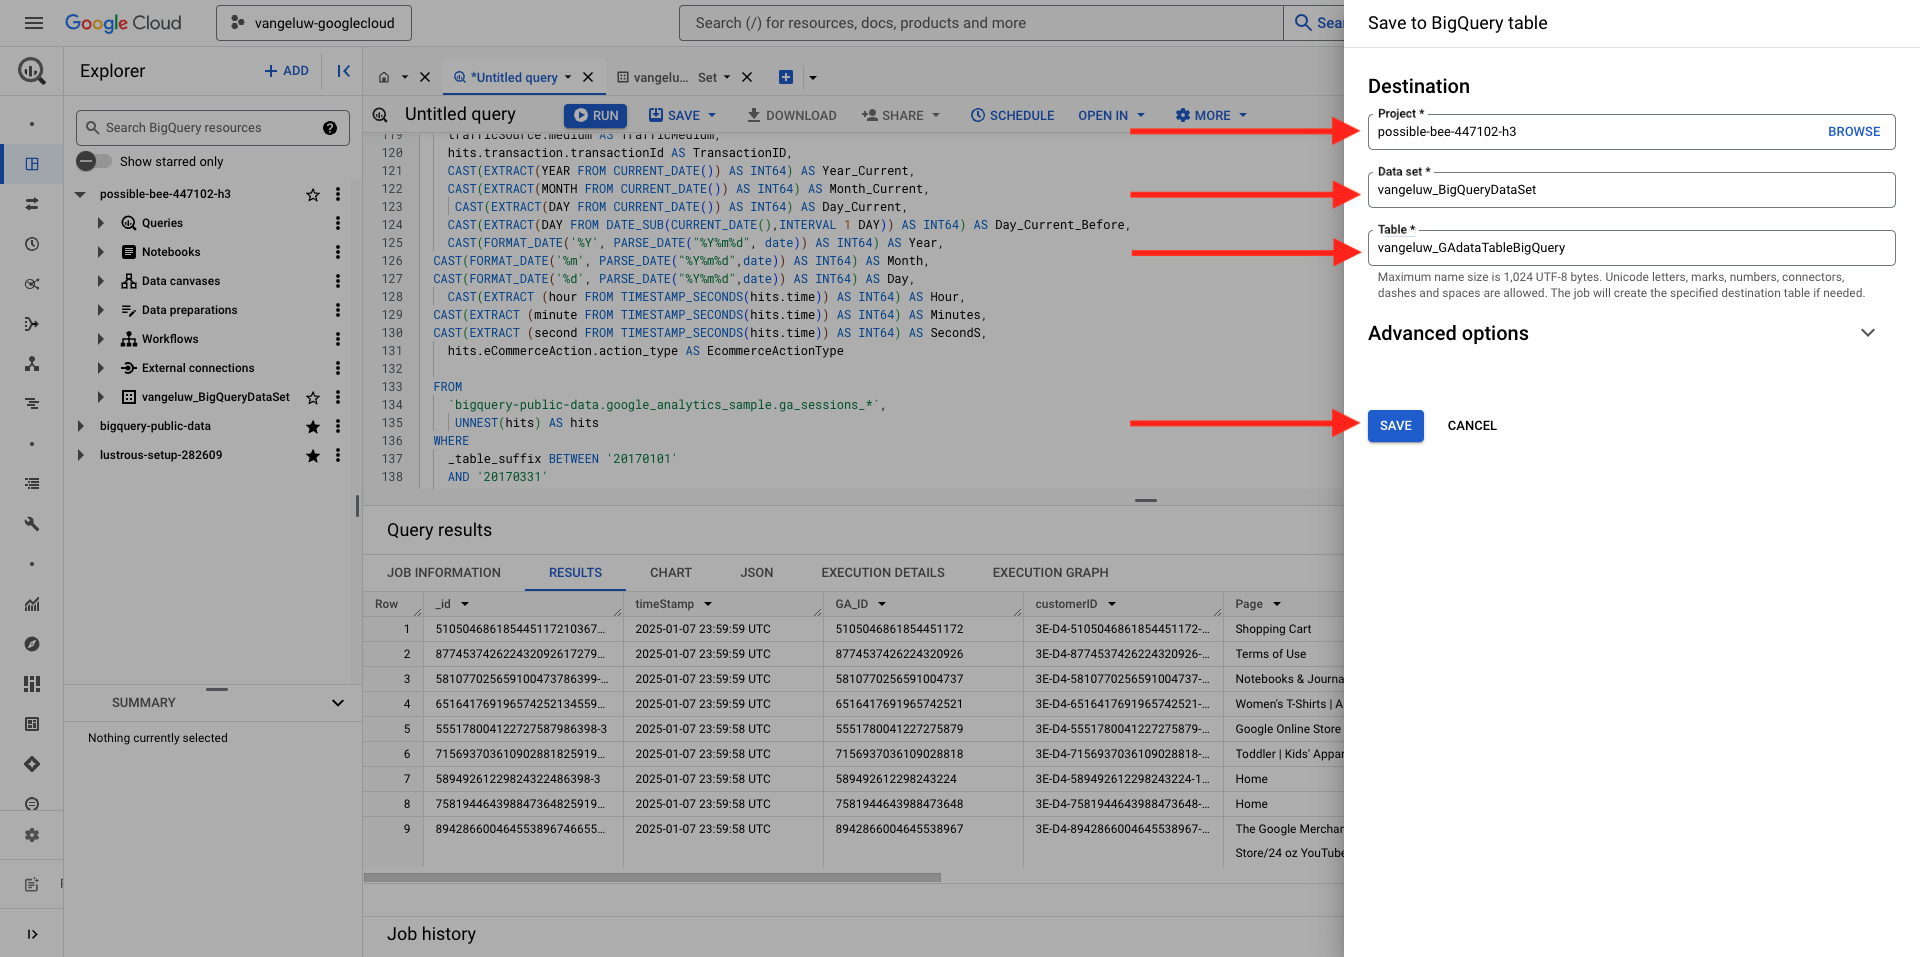 Google Cloud
vangeluw-googlecloud
Search (/) for resources, docs, products and more
Sear
Explorer
+ ADD
Search BigQuery resources
Show starred only
possible-bee-447102-h3
Queries
Notebooks
Data canvases
Data preparations
Workflows
External connections
vangeluw_BigQueryDataSet
bigquery-public-data
lustrous-setup-282609
SUMMARY
Nothing currently selected
*Untitled query
vangelu... Set
Untitled query
RUN
SAVE
DOWNLOAD
SHARE
SCHEDULE
OPEN IN
MORE
119 trafficSource.medium AS TrafficMedium,
120 hits.transaction.transactionId AS TransactionID,
121 CAST(EXTRACT(YEAR FROM CURRENT_DATE()) AS INT64) AS Year_Current,
122 CAST(EXTRACT(MONTH FROM CURRENT_DATE()) AS INT64) AS Month_Current,
123 CAST(EXTRACT(DAY FROM CURRENT_DATE()) AS INT64) AS Day_Current,
124 CAST(EXTRACT(DAY FROM DATE_SUB(CURRENT_DATE(),INTERVAL 1 DAY)) AS INT64) AS Day_Current_Before,
125 CAST(FORMAT_DATE('%Y', PARSE_DATE("%Y%m%d", date)) AS INT64) AS Year,
126 CAST(FORMAT_DATE('%m', PARSE_DATE("%Y%m%d",date)) AS INT64) AS Month,
127 CAST(FORMAT_DATE('%d', PARSE_DATE("%Y%m%d",date)) AS INT64) AS Day,
128 CAST(EXTRACT (hour FROM TIMESTAMP_SECONDS(hits.time)) AS INT64) AS Hour,
129 CAST(EXTRACT (minute FROM TIMESTAMP_SECONDS(hits.time)) AS INT64) AS Minutes,
130 CAST(EXTRACT (second FROM TIMESTAMP_SECONDS(hits.time)) AS INT64) AS SecondS,
131 hits.eCommerceAction.action_type AS EcommerceActionType
132
133 FROM
134 `bigquery-public-data.google_analytics_sample.ga_sessions_*`,
135 UNNEST(hits) AS hits
136 WHERE
137 _table_suffix BETWEEN '20170101'
138 AND '20170331'
Query results
JOB INFORMATION RESULTS CHART JSON EXECUTION DETAILS EXECUTION GRAPH
Row _id timeStamp GA_ID customerID Page
1 510504686185445117210367... 2025-01-07 23:59:59 UTC 5105046861854451172 3E-D4-5105046861854451172-... Shopping Cart
2 877453742622432092617279... 2025-01-07 23:59:59 UTC 8774537426224320926 3E-D4-8774537426224320926-... Terms of Use
3 581077025659100473786399-... 2025-01-07 23:59:59 UTC 5810770256591004737 3E-D4-5810770256591004737-... Notebooks & Journa
4 651641769196574252134559... 2025-01-07 23:59:59 UTC 6516417691965742521 3E-D4-6516417691965742521-... Women's T-Shirts | A
5 5551780041227275879​86398-3 2025-01-07 23:59:58 UTC 5551780041227275879 3E-D4-5551780041227275879-... Google Online Store
6 715693703610902881825919... 2025-01-07 23:59:58 UTC 7156937036109028818 3E-D4-7156937036109028818-... Toddler | Kids' Appar
7 58949261229824322486398-3 2025-01-07 23:59:58 UTC 589492612298243224 3E-D4-589492612298243224-1... Home
8 758194464398847364825919... 2025-01-07 23:59:58 UTC 7581944643988473648 3E-D4-7581944643988473648-... Home
9 894286600464553896746655... 2025-01-07 23:59:58 UTC 8942866004645538967 3E-D4-8942866004645538967-... The Google Merchan
Store/24 oz YouTube
Job history
Save to BigQuery table
Destination
Project *
possible-bee-447102-h3
BROWSE
Data set *
vangeluw_BigQueryDataSet
Table *
vangeluw_GAdataTableBigQuery
Maximum name size is 1,024 UTF-8 bytes. Unicode letters, marks, numbers, connectors,
dashes and spaces are allowed. The job will create the specified destination table if needed.
Advanced options
SAVE
CANCEL